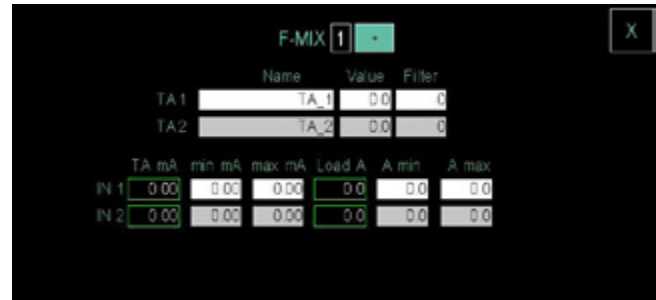 F-MIX 1 X
Name Value Filter
TA1 TA_1 0.0 0
TA2 TA_2 0.0 0
TA mA min mA max mA Load A A min A max
IN 1 0.00 0.00 0.00 0.0 0.0 0.0
IN 2 0.00 0.00 0.00 0.0 0.0 0.0